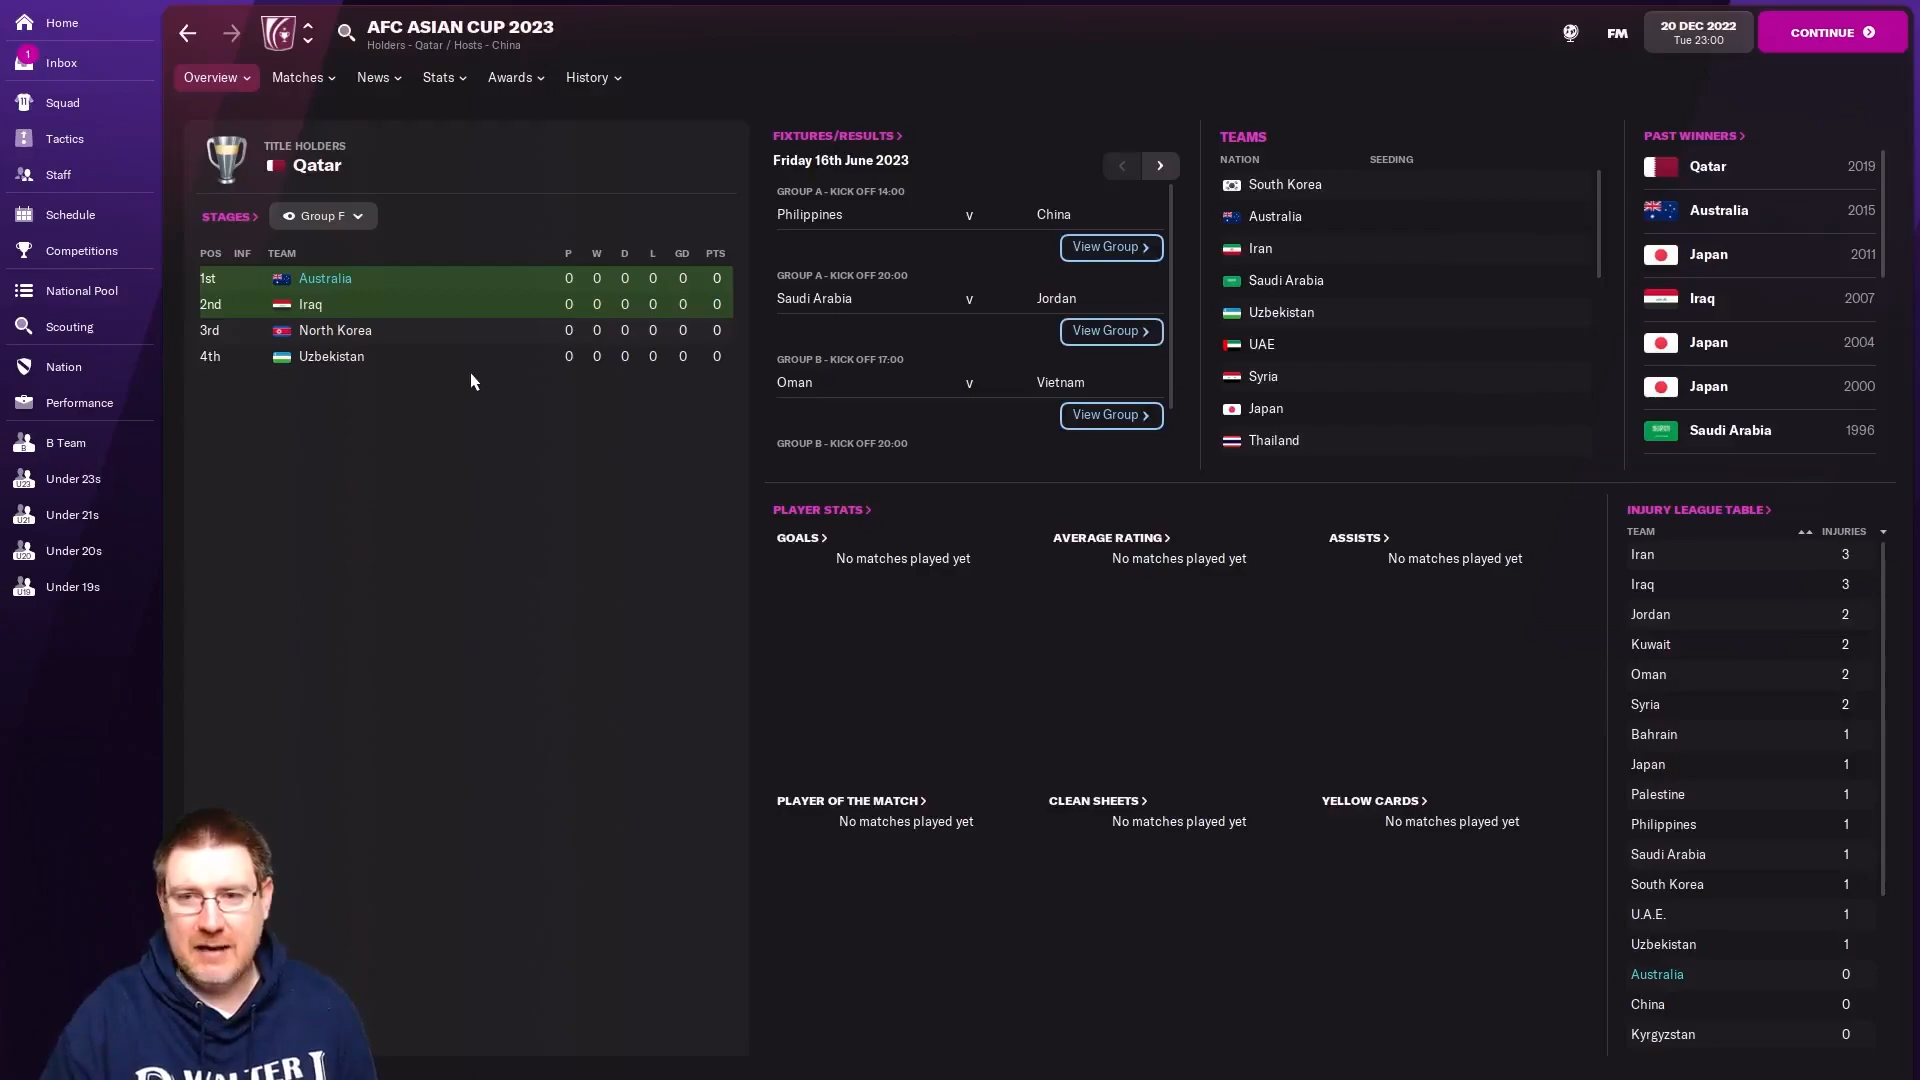 Home
1
Inbox
11
Squad
Tactics
Staff
Schedule
Competitions
National Pool
Scouting
Nation
Performance
B
B Team
U23
Under 23s
U21
Under 21s
U20
Under 20s
U19
Under 19s
AFC ASIAN CUP 2023
Holders - Qatar / Hosts - China
FM
20 DEC 2022
Tue 23:00
CONTINUE
Overview
Matches
News
Stats
Awards
History
TITLE HOLDERS
Qatar
STAGES
Group F
POS INF TEAM P W D L GD PTS
1st Australia 0 0 0 0 0 0
2nd Iraq 0 0 0 0 0 0
3rd North Korea 0 0 0 0 0 0
4th Uzbekistan 0 0 0 0 0 0
FIXTURES/RESULTS
Friday 16th June 2023
GROUP A - KICK OFF 14:00
Philippines v China
View Group
GROUP A - KICK OFF 20:00
Saudi Arabia v Jordan
View Group
GROUP B - KICK OFF 17:00
Oman v Vietnam
View Group
GROUP B - KICK OFF 20:00
TEAMS
NATION SEEDING
South Korea
Australia
Iran
Saudi Arabia
Uzbekistan
UAE
Syria
Japan
Thailand
PAST WINNERS
Qatar 2019
Australia 2015
Japan 2011
Iraq 2007
Japan 2004
Japan 2000
Saudi Arabia 1996
PLAYER STATS
GOALS
No matches played yet
AVERAGE RATING
No matches played yet
ASSISTS
No matches played yet
PLAYER OF THE MATCH
No matches played yet
CLEAN SHEETS
No matches played yet
YELLOW CARDS
No matches played yet
INJURY LEAGUE TABLE
TEAM INJURIES
Iran 3
Iraq 3
Jordan 2
Kuwait 2
Oman 2
Syria 2
Bahrain 1
Japan 1
Palestine 1
Philippines 1
Saudi Arabia 1
South Korea 1
U.A.E. 1
Uzbekistan 1
Australia 0
China 0
Kyrgyzstan 0